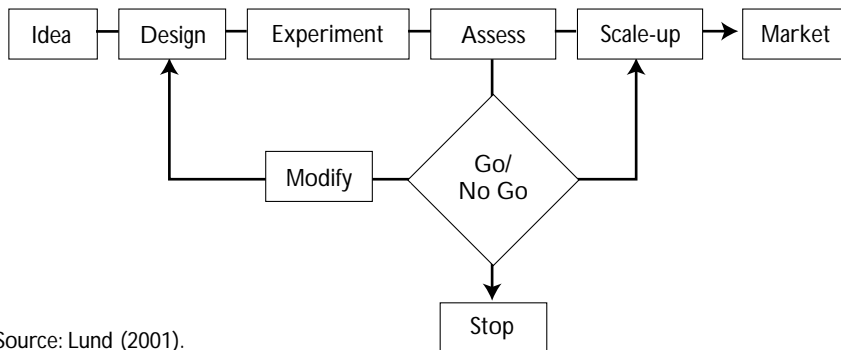 Idea
Design
Experiment
Assess
Scale-up
Market
Modify
Go/
No Go
Stop
Source: Lund (2001).